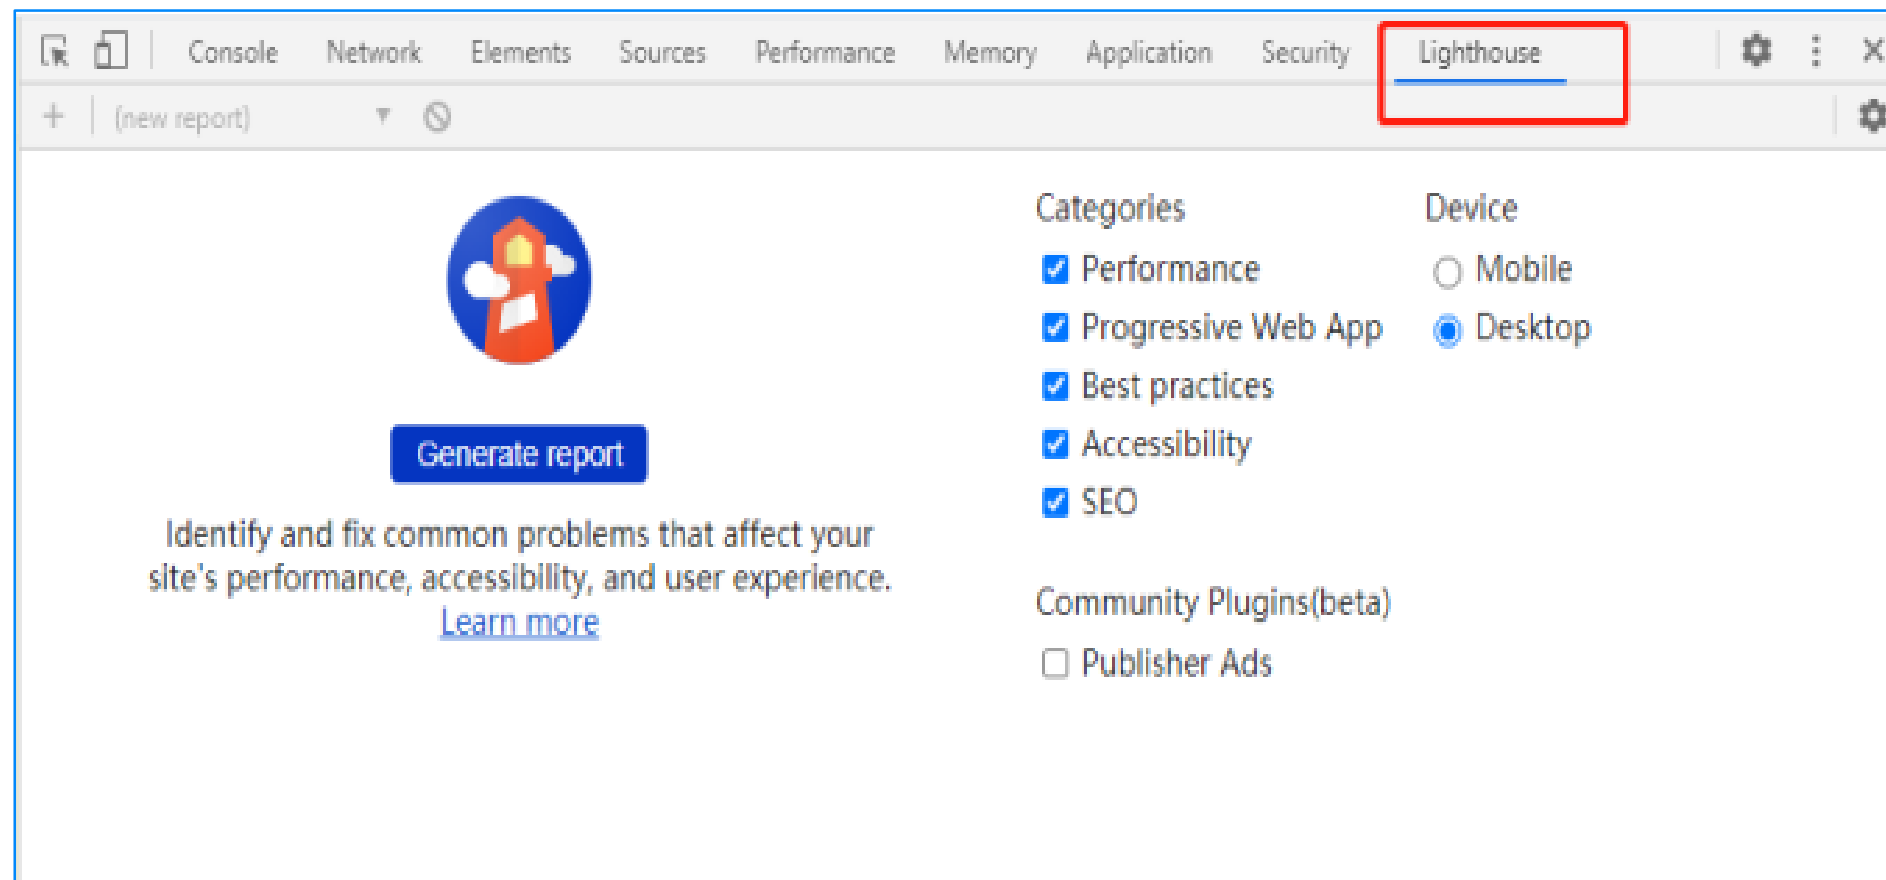 Console Network Elements Sources Performance Memory Application Security Lighthouse
(new report)
Categories
Device
Performance
Mobile
Progressive Web App
Desktop
Best practices
Accessibility
SEO
Generate report
Identify and fix common problems that affect your
site's performance, accessibility, and user experience.
Learn more
Community Plugins(beta)
Publisher Ads